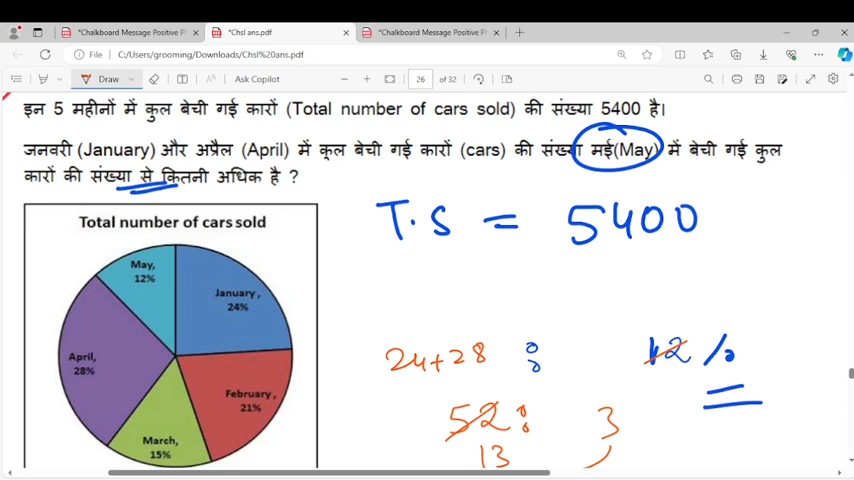 *Chalkboard Message Positive P
*Chsl ans.pdf
*Chalkboard Message Positive P
File
C:/Users/grooming/Downloads/Chsl%20ans.pdf
Draw
Ask Copilot
26
of 32
इन 5 महीनों में कुल बेची गई कारों (Total number of cars sold) की संख्या 5400 है।
जनवरी (January) और अप्रैल (April) में कुल बेची गई कारों (cars) की संख्या मई(May) में बेची गई कुल
कारों की संख्या से कितनी अधिक है ?
T.S = 5400
Total number of cars sold
May,
12%
January,
24%
April,
28%
February,
21%
March,
15%
24+28 : 12 %
52 : 3
13